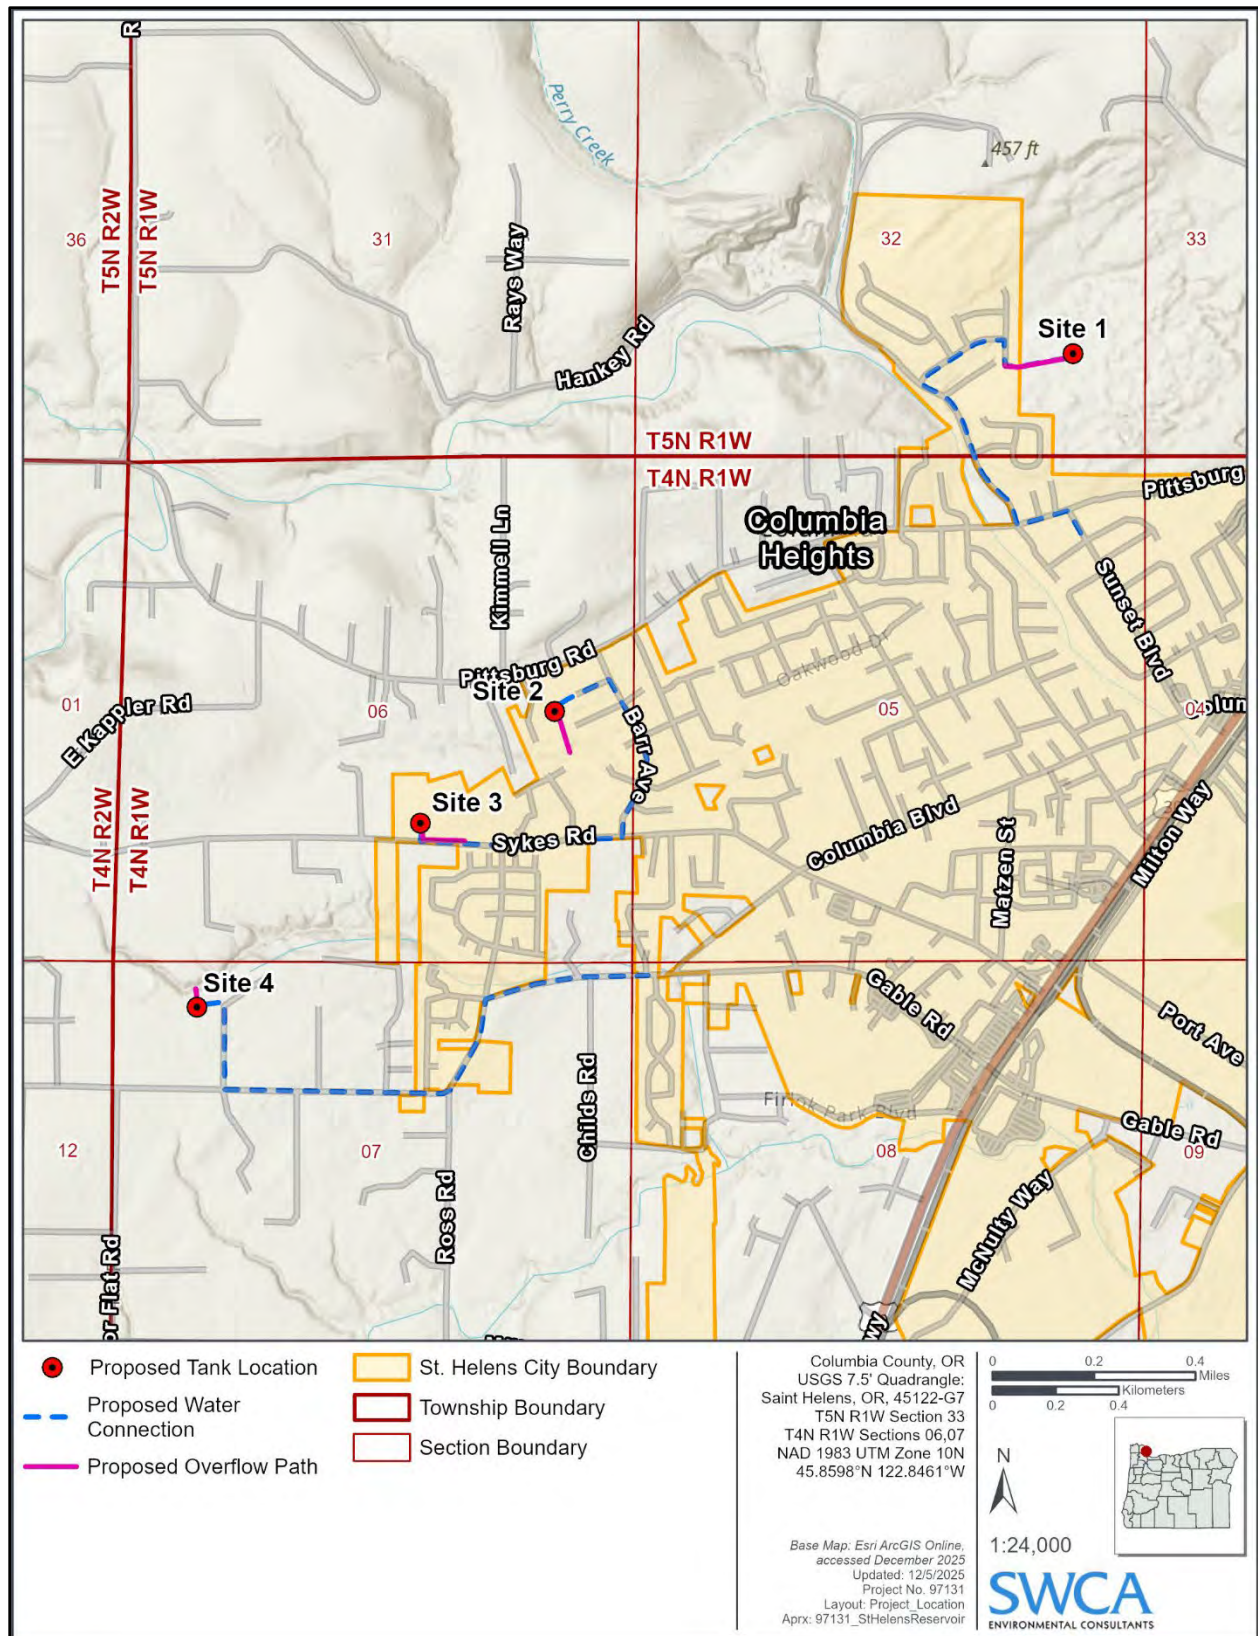 R
Perry Creek
457 ft
T5N R2W
T5N R1W
36
31
32
33
Rays Way
Hankey Rd
Site 1
T5N R1W
T4N R1W
Pittsburg
Columbia
Heights
Kimmell Ln
Sunset Blvd
Pittsburg Rd
Oakwood Dr
Site 2
01
E Kappler Rd
06
05
04
Colum
Barr Ave
Site 3
Sykes Rd
Columbia Blvd
Matzen St
Milton Way
T4N R2W
T4N R1W
Site 4
Gable Rd
Port Ave
Childs Rd
Firlok Park Blvd
Gable Rd
12
07
08
09
Ross Rd
McNulty Way
or Flat Rd
wy
Proposed Tank Location
Proposed Water
Connection
Proposed Overflow Path
St. Helens City Boundary
Township Boundary
Section Boundary
Columbia County, OR
USGS 7.5' Quadrangle:
Saint Helens, OR, 45122-G7
T5N R1W Section 33
T4N R1W Sections 06,07
NAD 1983 UTM Zone 10N
45.8598°N 122.8461°W
Base Map: Esri ArcGIS Online,
accessed December 2025
Updated: 12/5/2025
Project No. 97131
Layout: Project_Location
Aprx: 97131_StHelensReservoir
0 0.2 0.4
Miles
Kilometers
0 0.2 0.4
N
1:24,000
SWCA
ENVIRONMENTAL CONSULTANTS